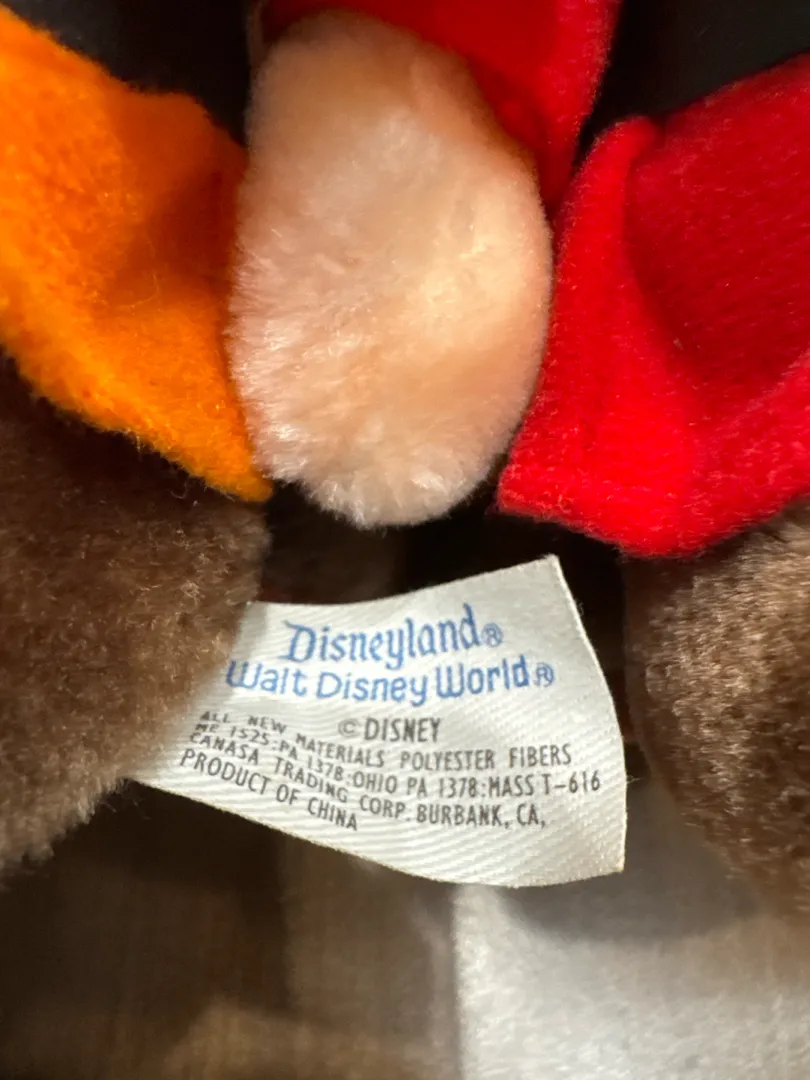 Disneyland®
Walt Disney World®
© DISNEY
ALL NEW MATERIALS POLYESTER FIBERS
ME 1525:PA 1378:OHIO PA 1378:MASS T-616
CANASA TRADING CORP. BURBANK, CA,
PRODUCT OF CHINA